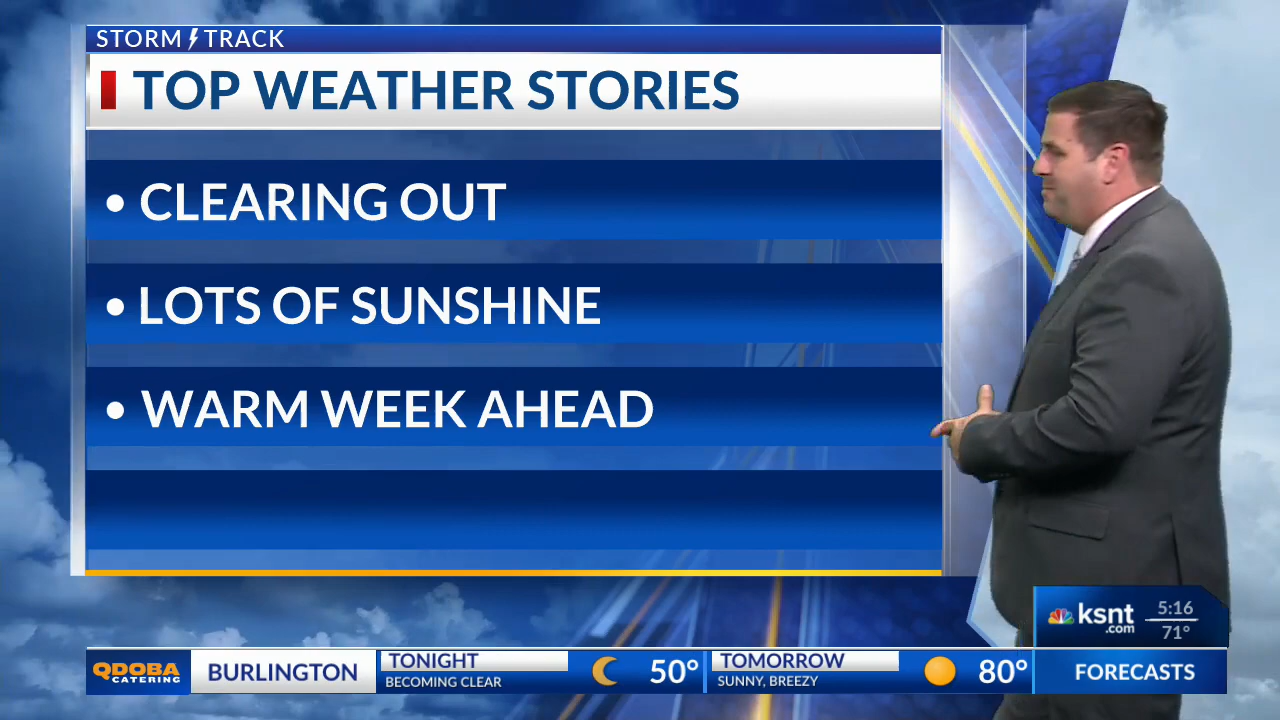 STORM TRACK
TOP WEATHER STORIES
• CLEARING OUT
• LOTS OF SUNSHINE
• WARM WEEK AHEAD
ksnt
.com
5:16
71°
QDOBA
CATERING
BURLINGTON
TONIGHT
BECOMING CLEAR
50°
TOMORROW
SUNNY, BREEZY
80°
FORECASTS